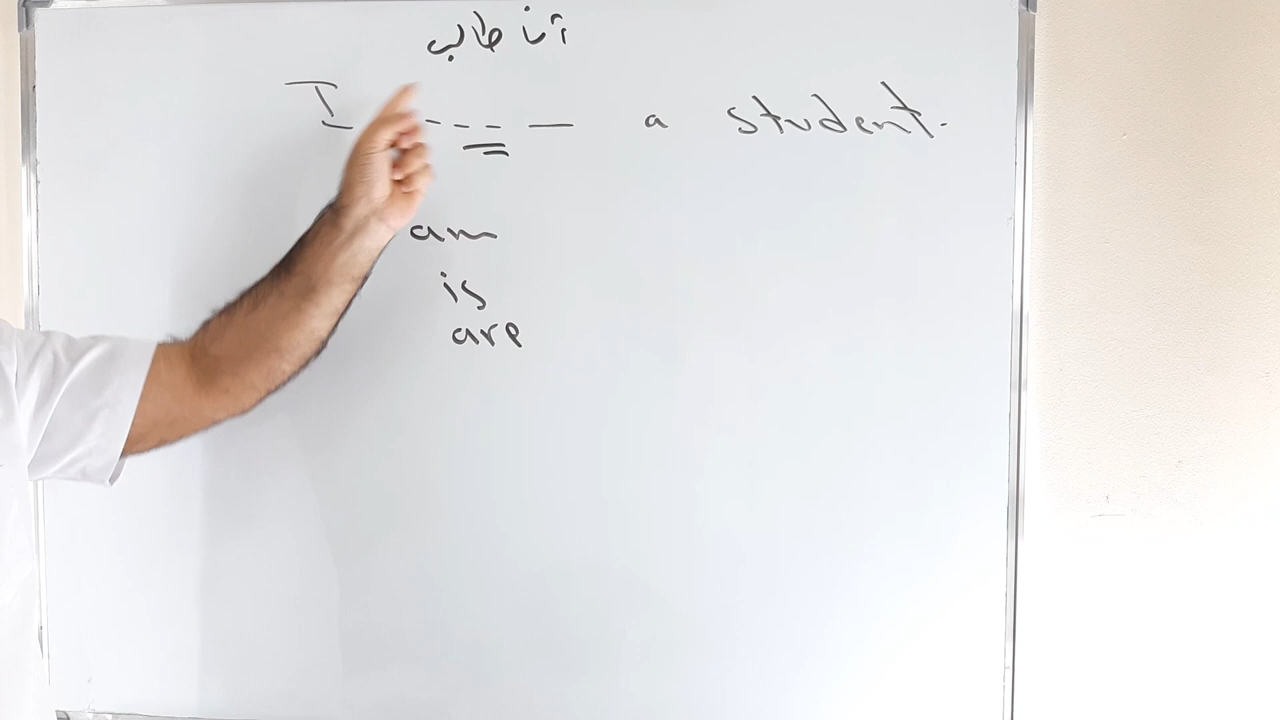 أنا طالب
I ---- — a student.
am
is
are